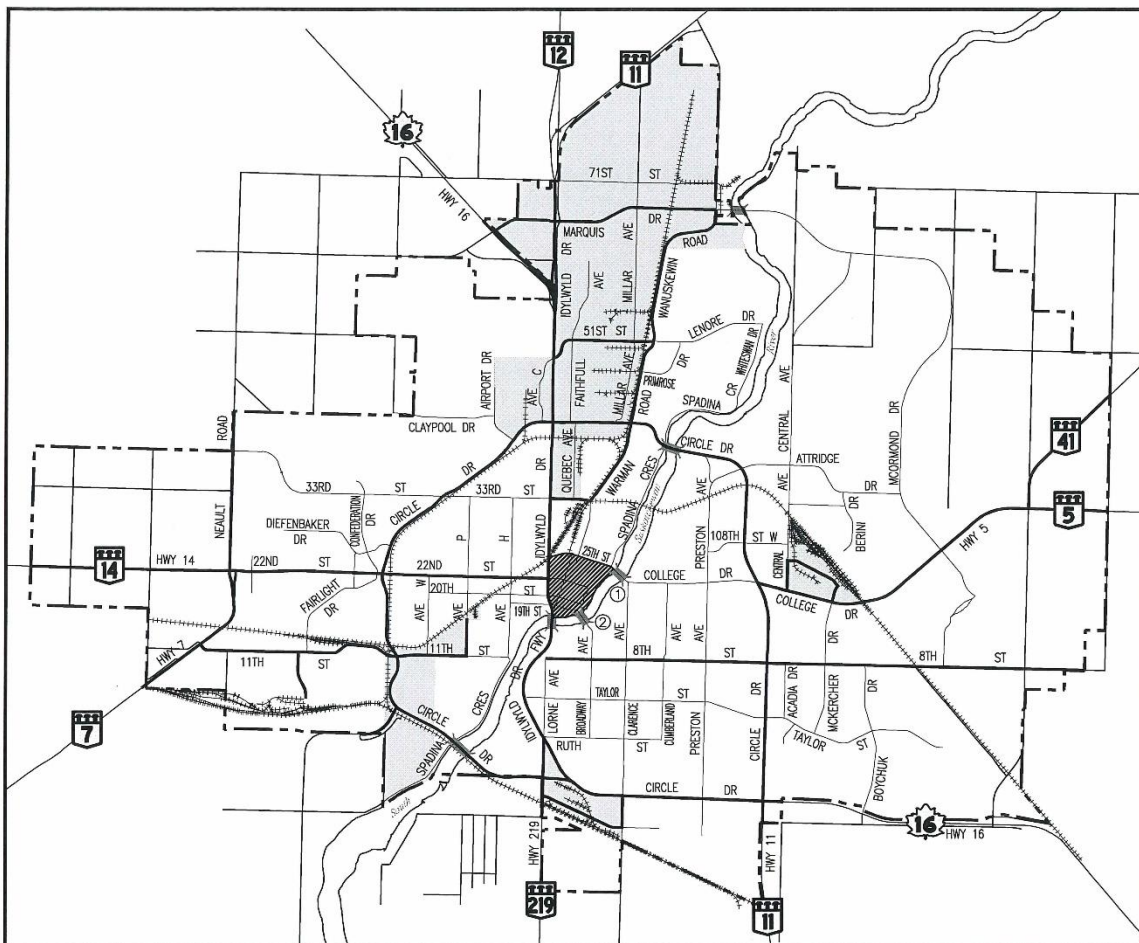 12
11
16
HWY 16
71ST ST
MARQUIS DR
IDYLWYLD DR
AVE
MILLAR AVE
WANUSKEWIN ROAD
51ST ST
LENORE DR
WHITESWAN DR
PRIMROSE DR
SPADINA CR
River
AIRPORT DR
AVE C
FAITHFULL
MILLAR AVE
CLAYPOOL DR
QUEBEC AVE
WARMAN ROAD
CIRCLE DR
CENTRAL AVE
MCORMOND DR
ATTRIDGE DR
BERINI DR
41
5
HWY 5
NEAULT ROAD
33RD ST
33RD ST
CIRCLE DR
IDYLWYLD DR
SPADINA CRES
Saskatchewan
PRESTON AVE
108TH ST W
CENTRAL
DIEFENBAKER DR
CONFEDERATION DR
P
H
25TH ST
14
HWY 14
22ND ST
22ND ST
COLLEGE DR
COLLEGE DR
1
FAIRLIGHT DR
AVE W
20TH ST
AVE
AVE
19TH ST
2
FWY
AVE
AVE
AVE
HWY 7
11TH ST
11TH ST
8TH ST
8TH ST
7
SPADINA CRES
CIRCLE DR
IDYLWYLD DR
LORNE AVE
BROADWAY
TAYLOR ST
CLARENCE
CUMBERLAND
PRESTON
RUTH ST
CIRCLE DR
ACADIA DR
MCKERCHER DR
TAYLOR ST
BOYCHUK DR
South
CIRCLE DR
16
HWY 16
HWY 219
219
HWY 11
11